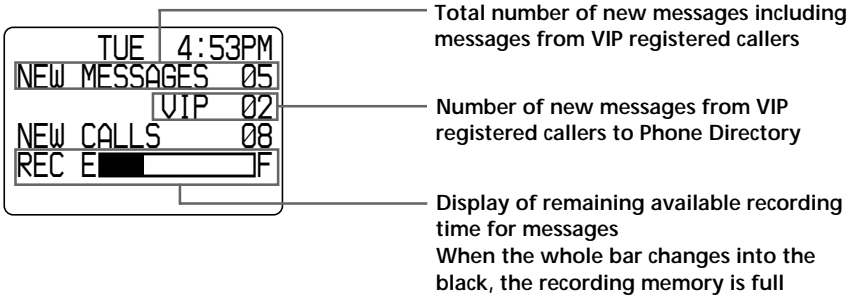 TUE 4:53PM
NEW MESSAGES 05
VIP 02
NEW CALLS 08
REC E F
Total number of new messages including
messages from VIP registered callers
Number of new messages from VIP
registered callers to Phone Directory
Display of remaining available recording
time for messages
When the whole bar changes into the
black, the recording memory is full